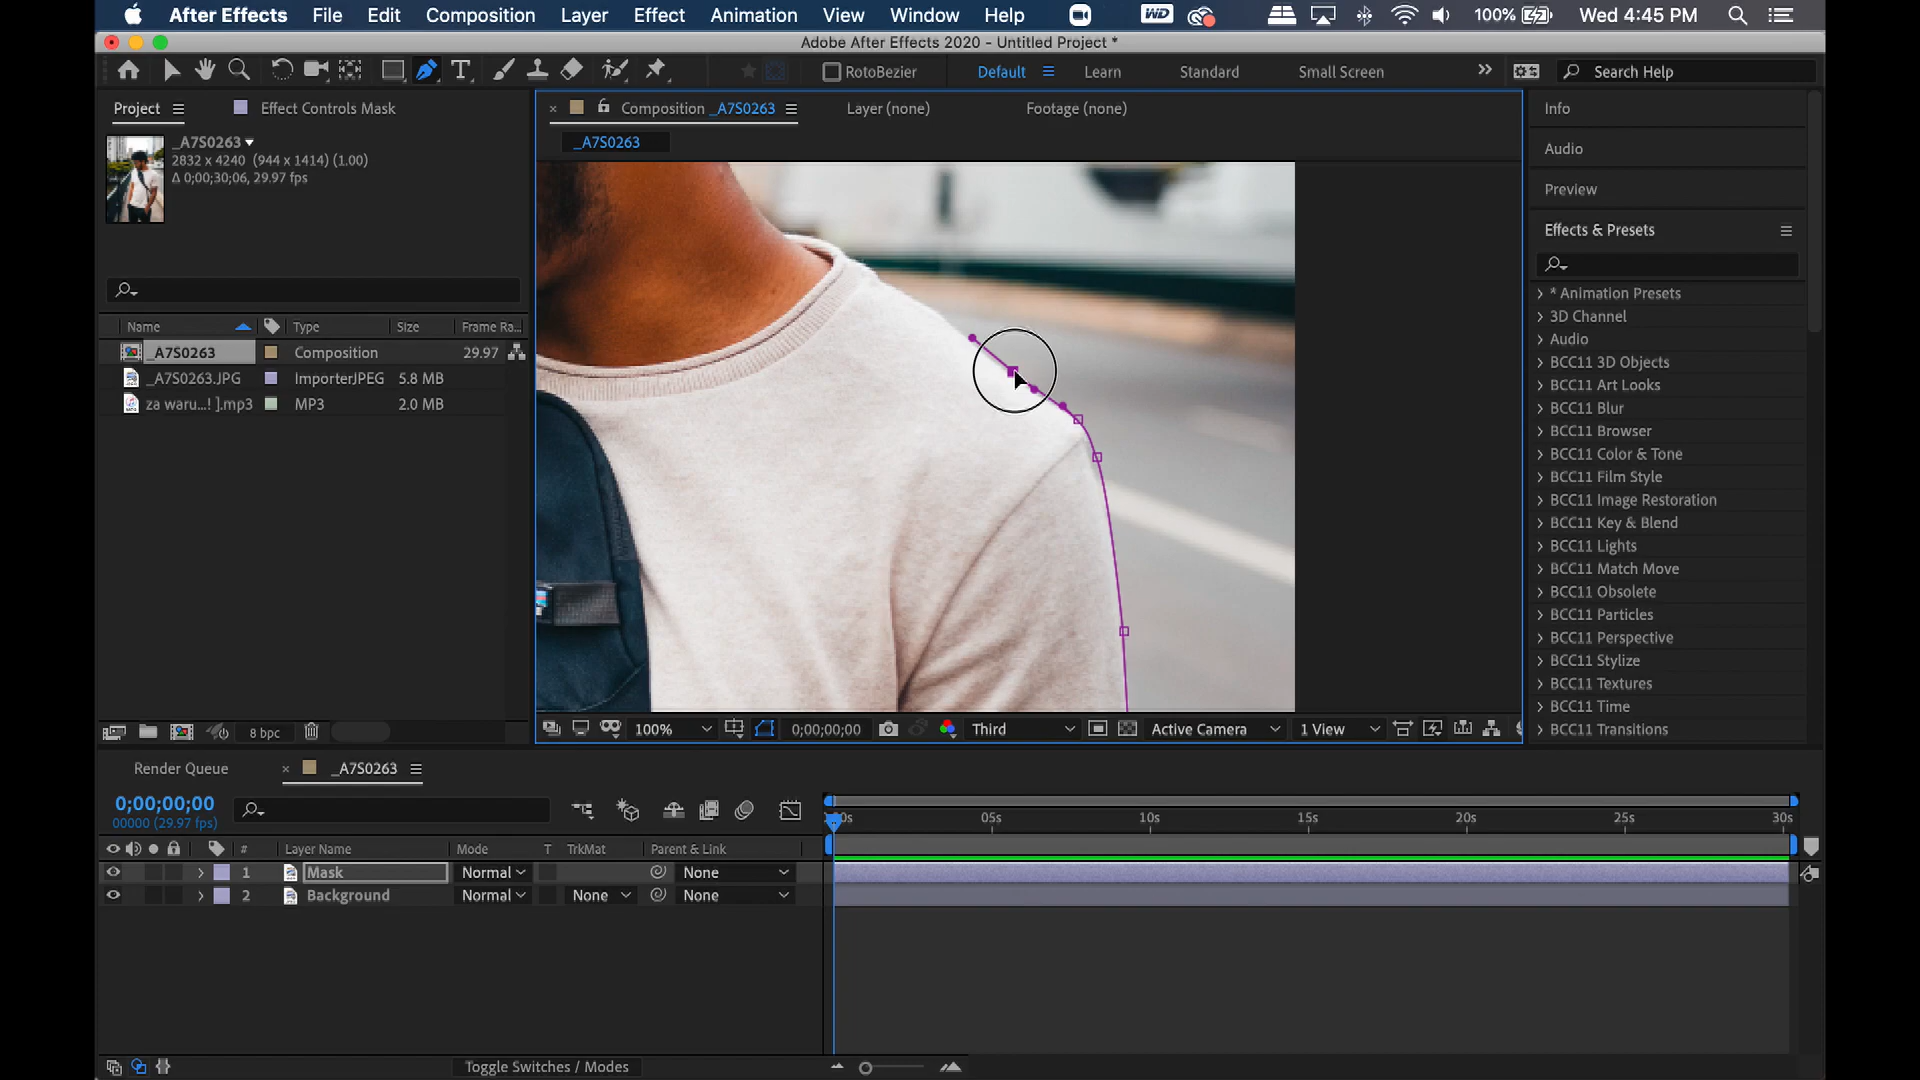 After Effects File Edit Composition Layer Effect Animation View Window Help WD 100% Wed 4:45 PM
Adobe After Effects 2020 - Untitled Project *
T RotoBezier Default Learn Standard Small Screen Search Help
Project Effect Controls Mask Composition _A7S0263 Layer (none) Footage (none) Info
_A7S0263
2832 x 4240 (944 x 1414) (1.00)
Δ 0;00;30;06, 29.97 fps
_A7S0263
Audio
Preview
Effects & Presets
Name Type Size Frame Ra...
_A7S0263 Composition 29.97
_A7S0263.JPG ImporterJPEG 5.8 MB
za waru...! ].mp3 MP3 2.0 MB
* Animation Presets
3D Channel
Audio
BCC11 3D Objects
BCC11 Art Looks
BCC11 Blur
BCC11 Browser
BCC11 Color & Tone
BCC11 Film Style
BCC11 Image Restoration
BCC11 Key & Blend
BCC11 Lights
BCC11 Match Move
BCC11 Obsolete
BCC11 Particles
BCC11 Perspective
BCC11 Stylize
BCC11 Textures
BCC11 Time
BCC11 Transitions
8 bpc 100% 0;00;00;00 Third Active Camera 1 View
Render Queue _A7S0263
0;00;00;00
00000 (29.97 fps)
05s 10s 15s 20s 25s 30s
# Layer Name Mode T TrkMat Parent & Link
1 Mask Normal None
2 Background Normal None None
Toggle Switches / Modes